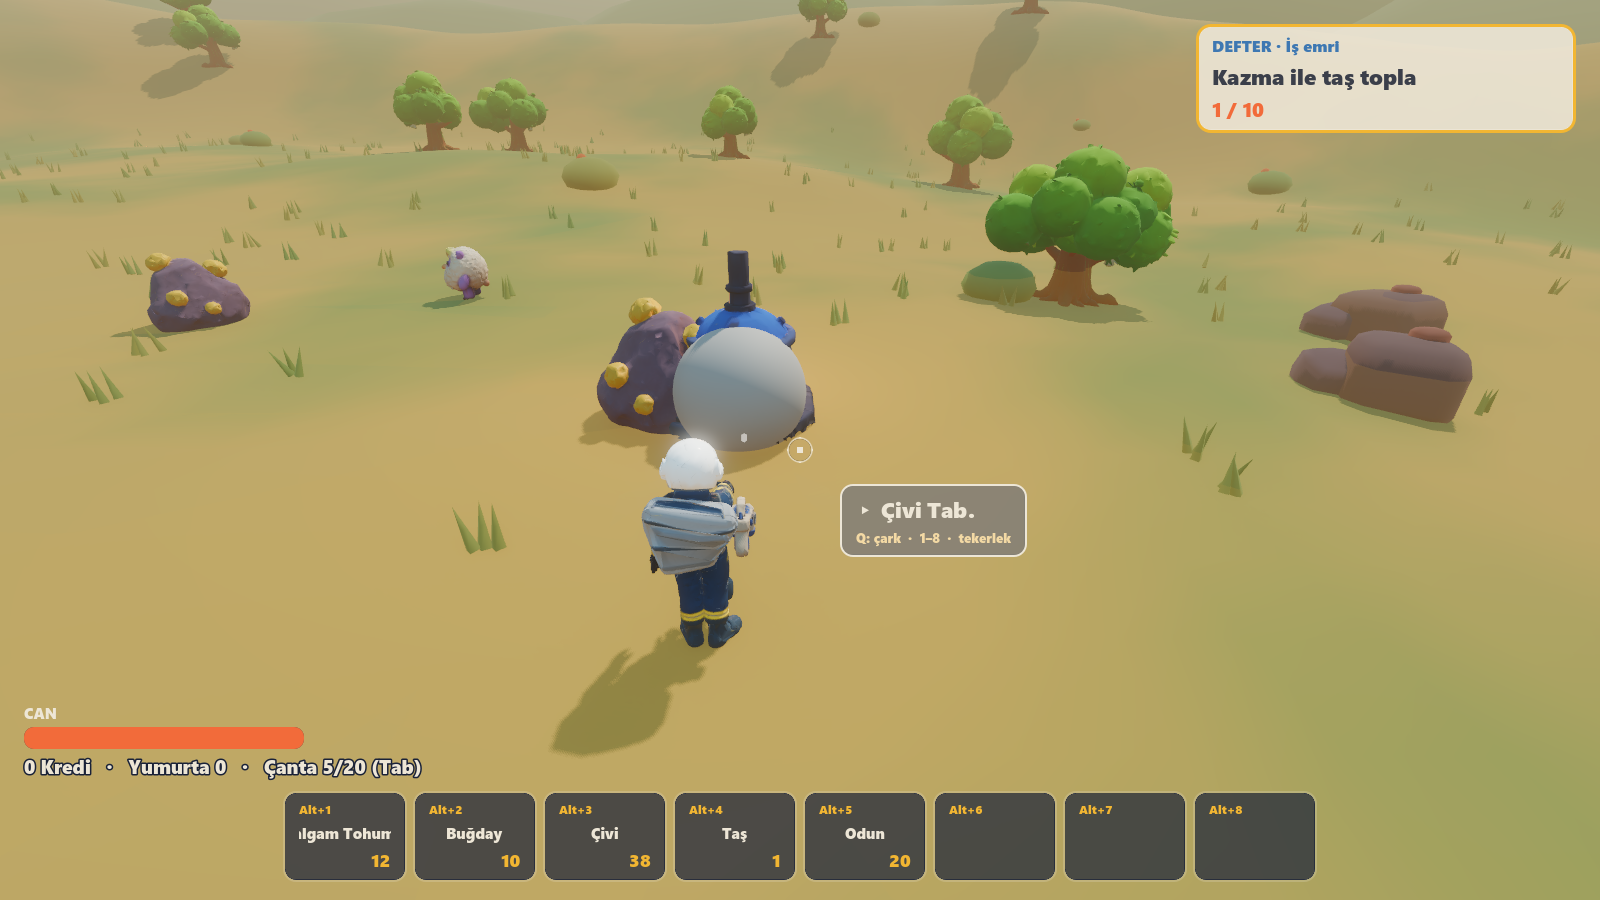 DEFTER · İş emri
Kazma ile taş topla
1 / 10
Çivi Tab.
Q: çark · 1–8 · tekerlek
CAN
0 Kredi · Yumurta 0 · Çanta 5/20 (Tab)
Alt+1 Alt+2 Alt+3 Alt+4 Alt+5 Alt+6 Alt+7 Alt+8
lgam Tohum Buğday Çivi Taş Odun
12 10 38 1 20